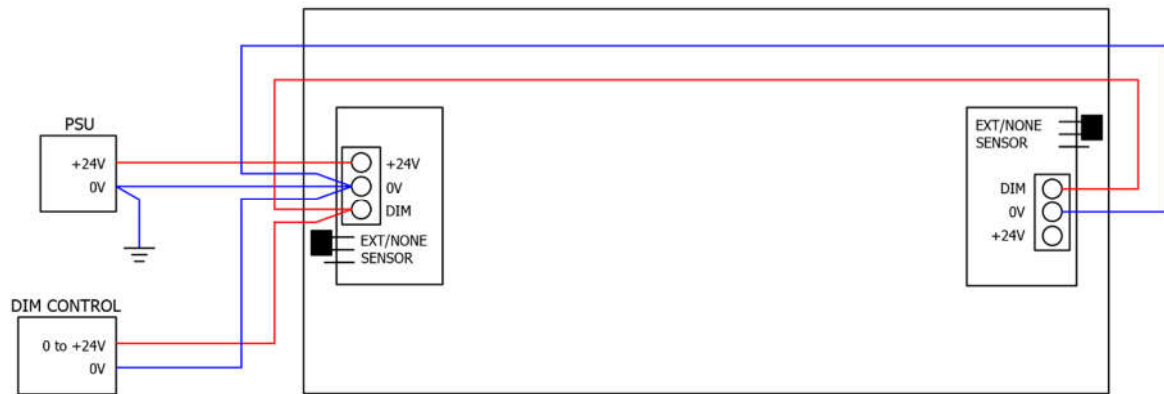 PSU
+24V
0V
DIM CONTROL
0 to +24V
0V
+24V
0V
DIM
EXT/NONE
SENSOR
EXT/NONE
SENSOR
DIM
0V
+24V